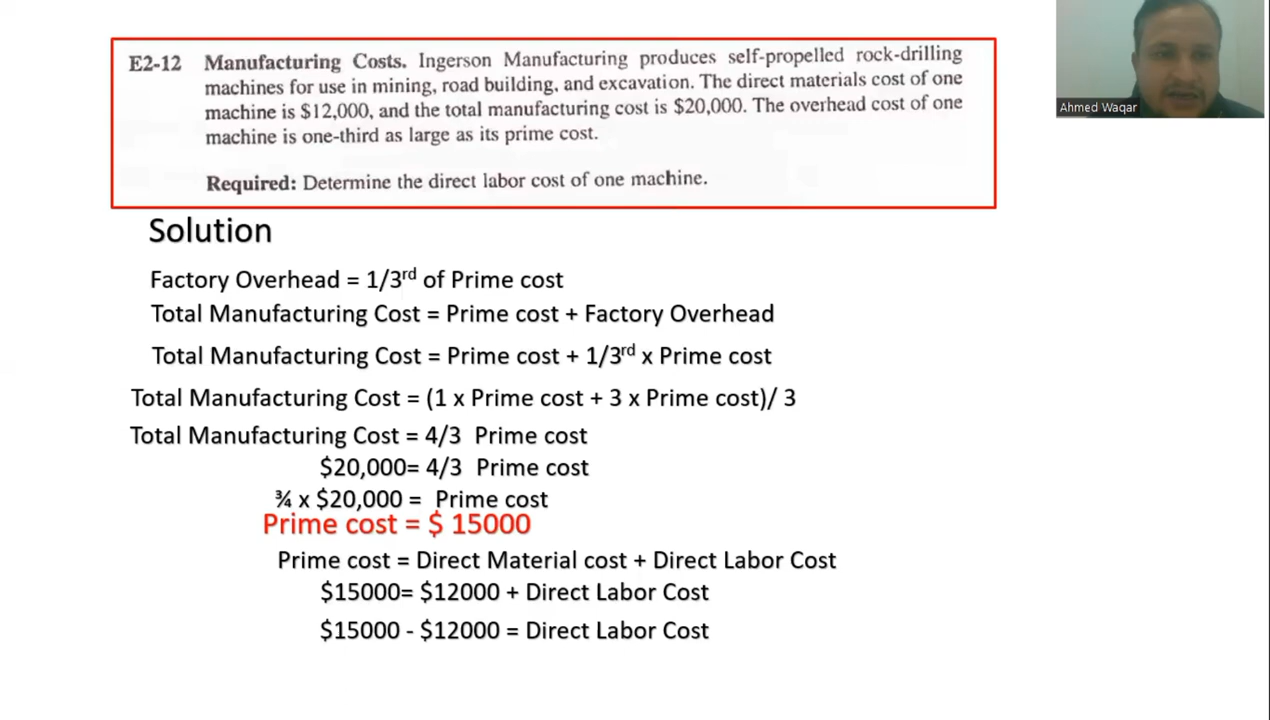 E2-12 Manufacturing Costs. Ingerson Manufacturing produces self-propelled rock-drilling
machines for use in mining, road building, and excavation. The direct materials cost of one
machine is $12,000, and the total manufacturing cost is $20,000. The overhead cost of one
machine is one-third as large as its prime cost.
Required: Determine the direct labor cost of one machine.
Ahmed Waqar
Solution
Factory Overhead = 1/3rd of Prime cost
Total Manufacturing Cost = Prime cost + Factory Overhead
Total Manufacturing Cost = Prime cost + 1/3rd x Prime cost
Total Manufacturing Cost = (1 x Prime cost + 3 x Prime cost)/ 3
Total Manufacturing Cost = 4/3 Prime cost
$20,000= 4/3 Prime cost
¾ x $20,000 = Prime cost
Prime cost = $ 15000
Prime cost = Direct Material cost + Direct Labor Cost
$15000= $12000 + Direct Labor Cost
$15000 - $12000 = Direct Labor Cost